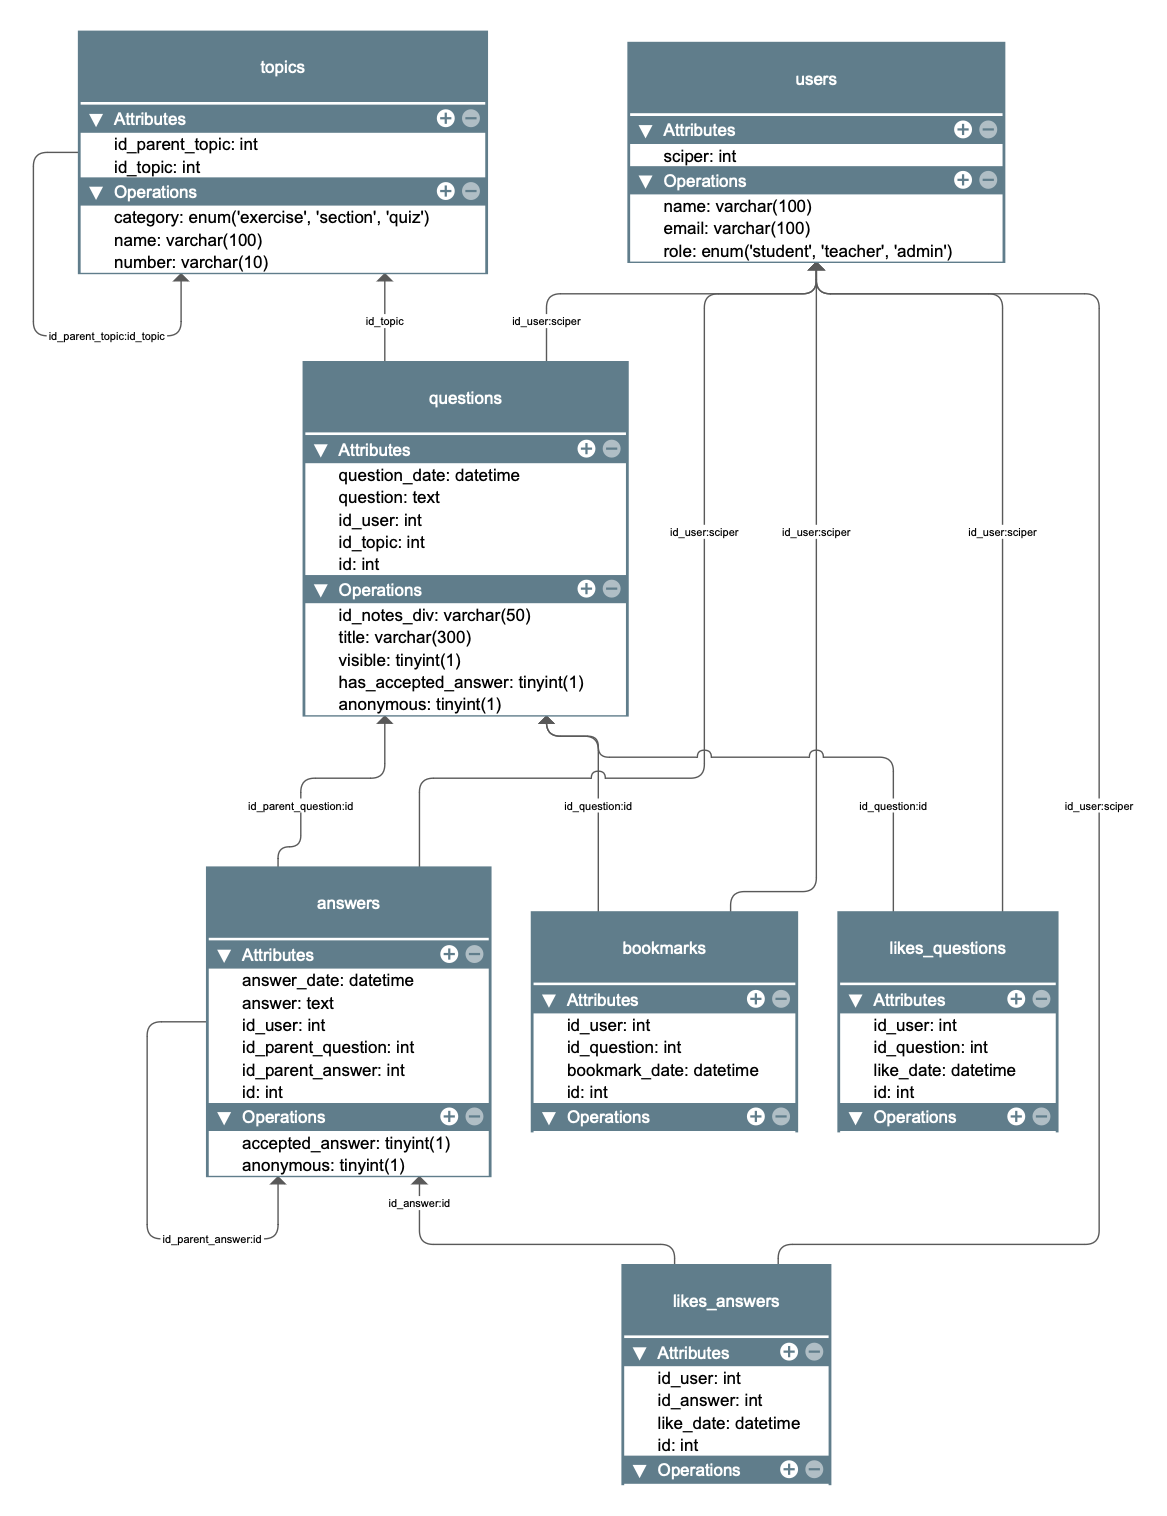 topics
Attributes
id_parent_topic: int
id_topic: int
Operations
category: enum('exercise', 'section', 'quiz')
name: varchar(100)
number: varchar(10)
users
Attributes
sciper: int
Operations
name: varchar(100)
email: varchar(100)
role: enum('student', 'teacher', 'admin')
id_parent_topic:id_topic
id_topic
id_user:sciper
questions
Attributes
question_date: datetime
question: text
id_user: int
id_topic: int
id: int
Operations
id_notes_div: varchar(50)
title: varchar(300)
visible: tinyint(1)
has_accepted_answer: tinyint(1)
anonymous: tinyint(1)
id_user:sciper
id_user:sciper
id_user:sciper
id_parent_question:id
id_question:id
id_question:id
id_user:sciper
answers
Attributes
answer_date: datetime
answer: text
id_user: int
id_parent_question: int
id_parent_answer: int
id: int
Operations
accepted_answer: tinyint(1)
anonymous: tinyint(1)
bookmarks
Attributes
id_user: int
id_question: int
bookmark_date: datetime
id: int
Operations
likes_questions
Attributes
id_user: int
id_question: int
like_date: datetime
id: int
Operations
id_answer:id
id_parent_answer:id
likes_answers
Attributes
id_user: int
id_answer: int
like_date: datetime
id: int
Operations